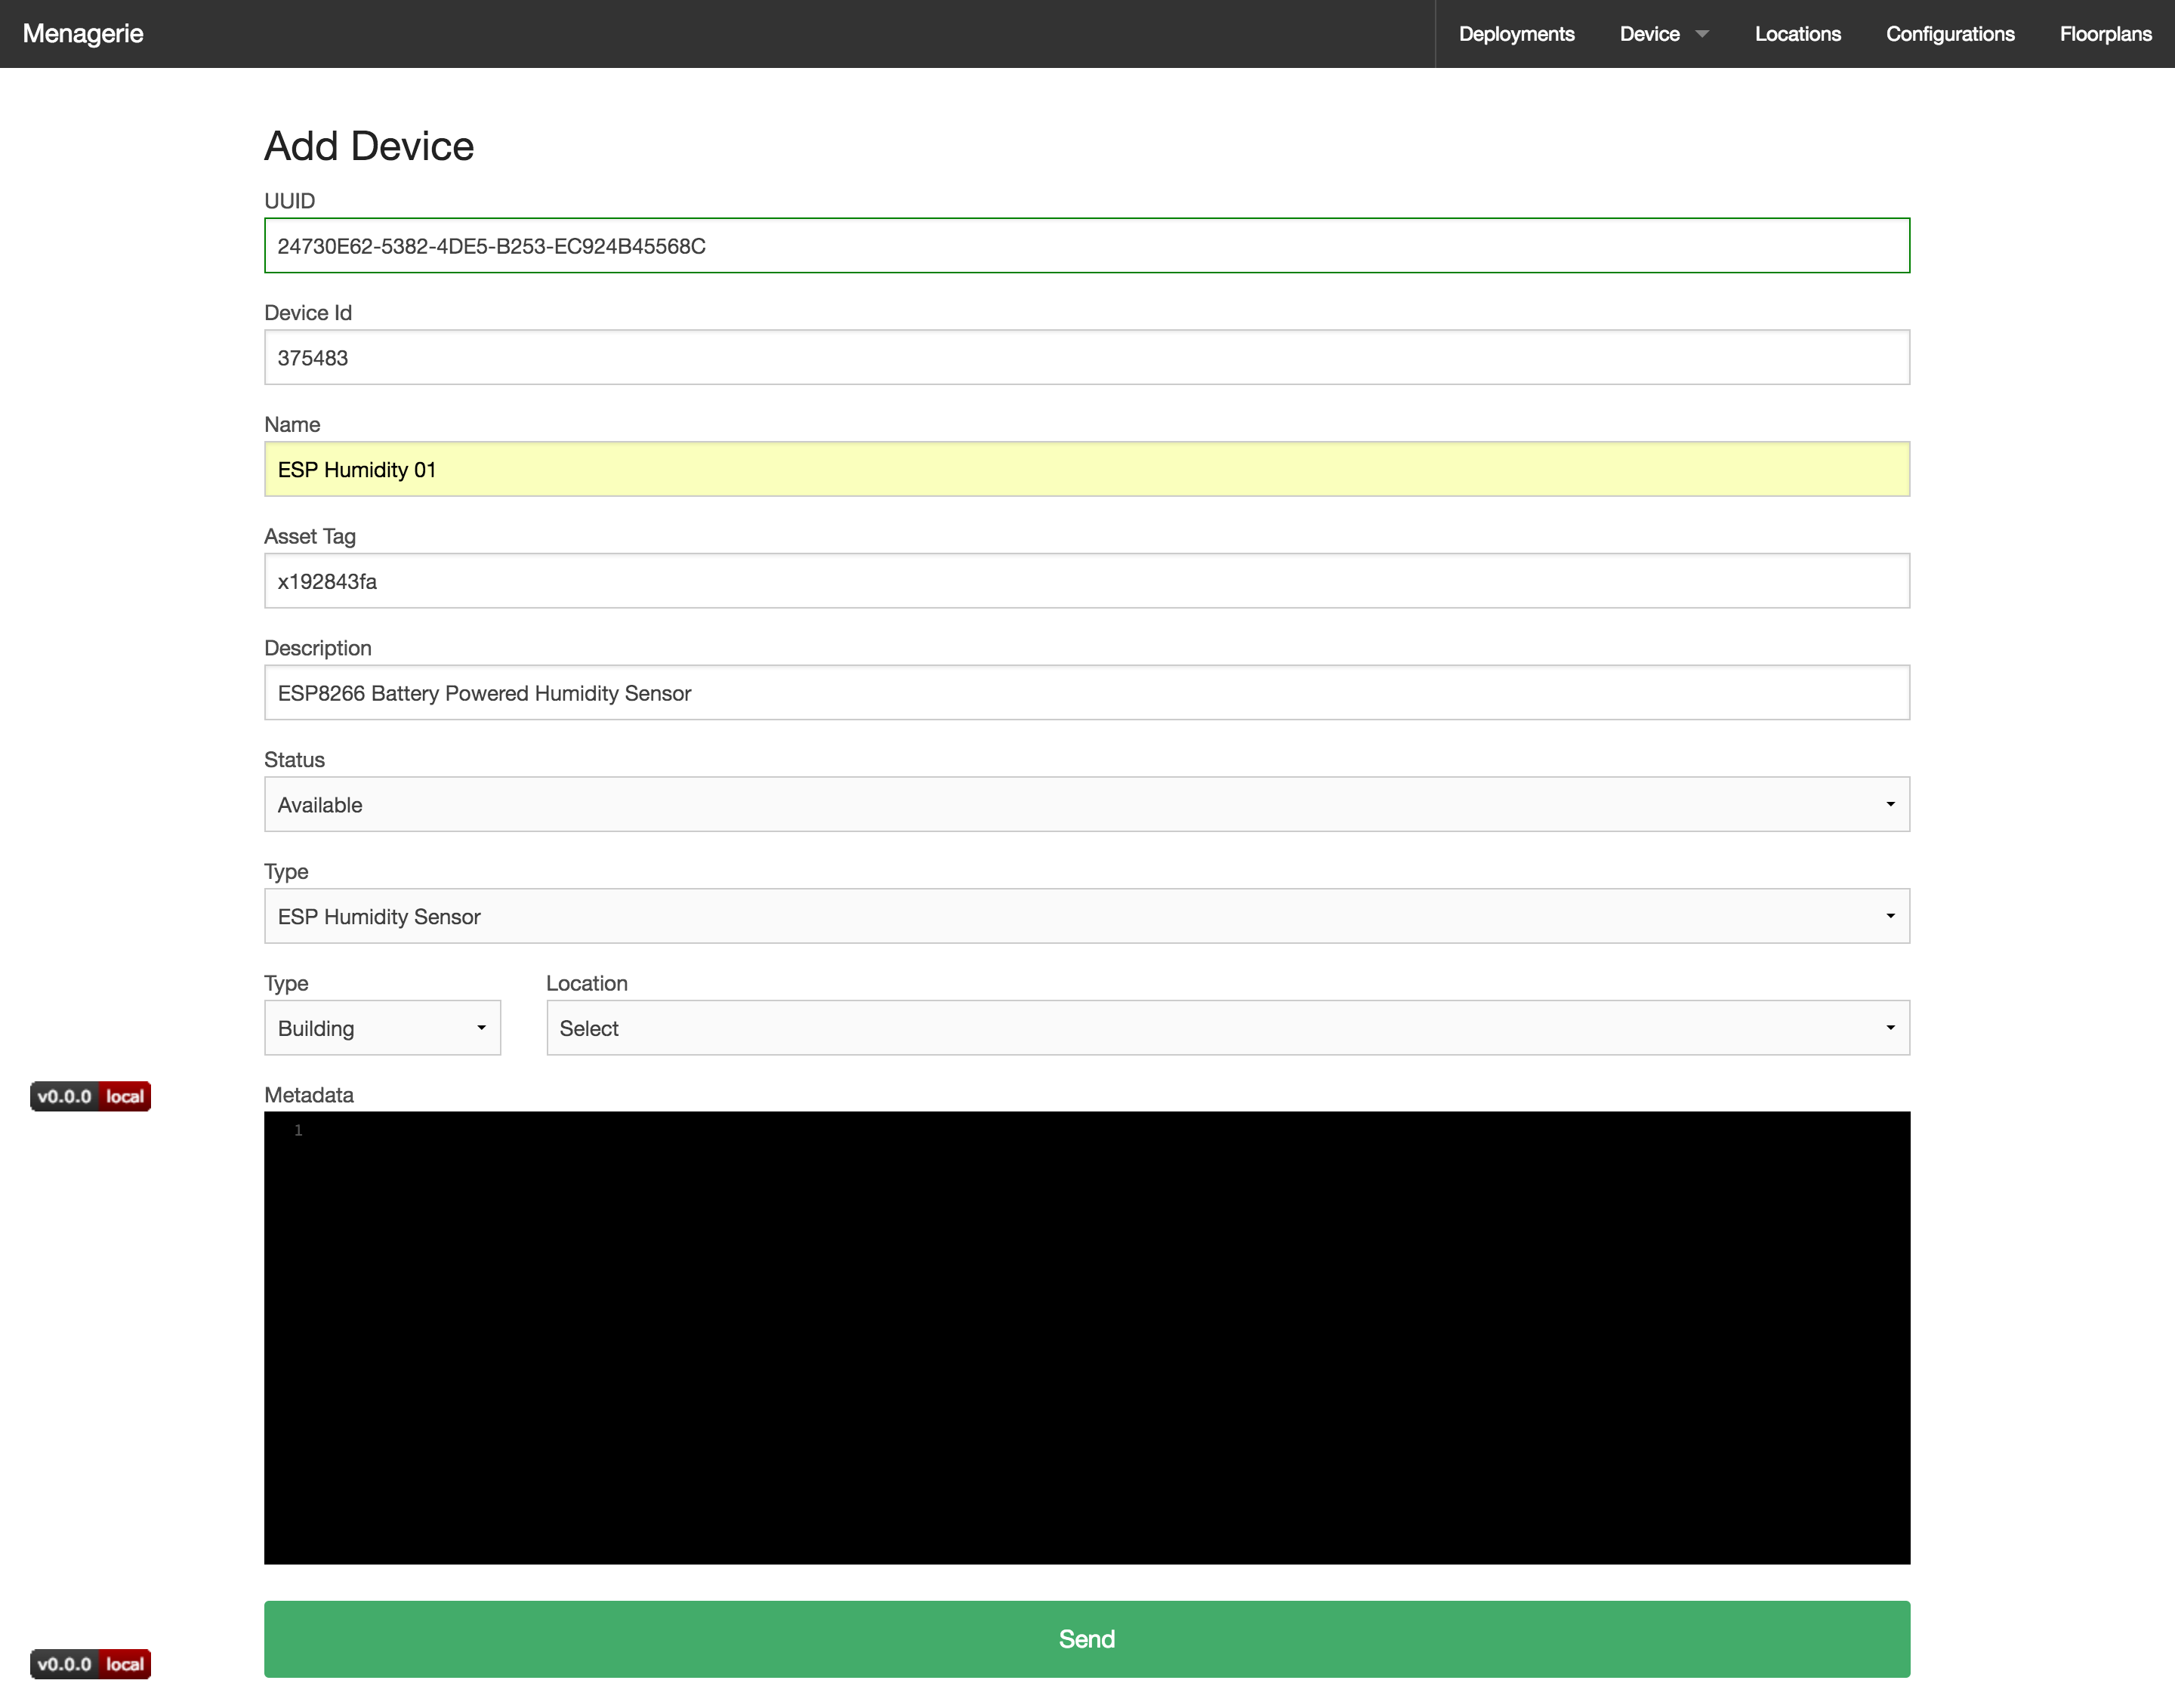 Menagerie
Deployments Device Locations Configurations Floorplans
Add Device
UUID
24730E62-5382-4DE5-B253-EC924B45568C
Device Id
375483
Name
ESP Humidity 01
Asset Tag
x192843fa
Description
ESP8266 Battery Powered Humidity Sensor
Status
Available
Type
ESP Humidity Sensor
Type Location
Building Select
v0.0.0 local
Metadata
1
Send
v0.0.0 local